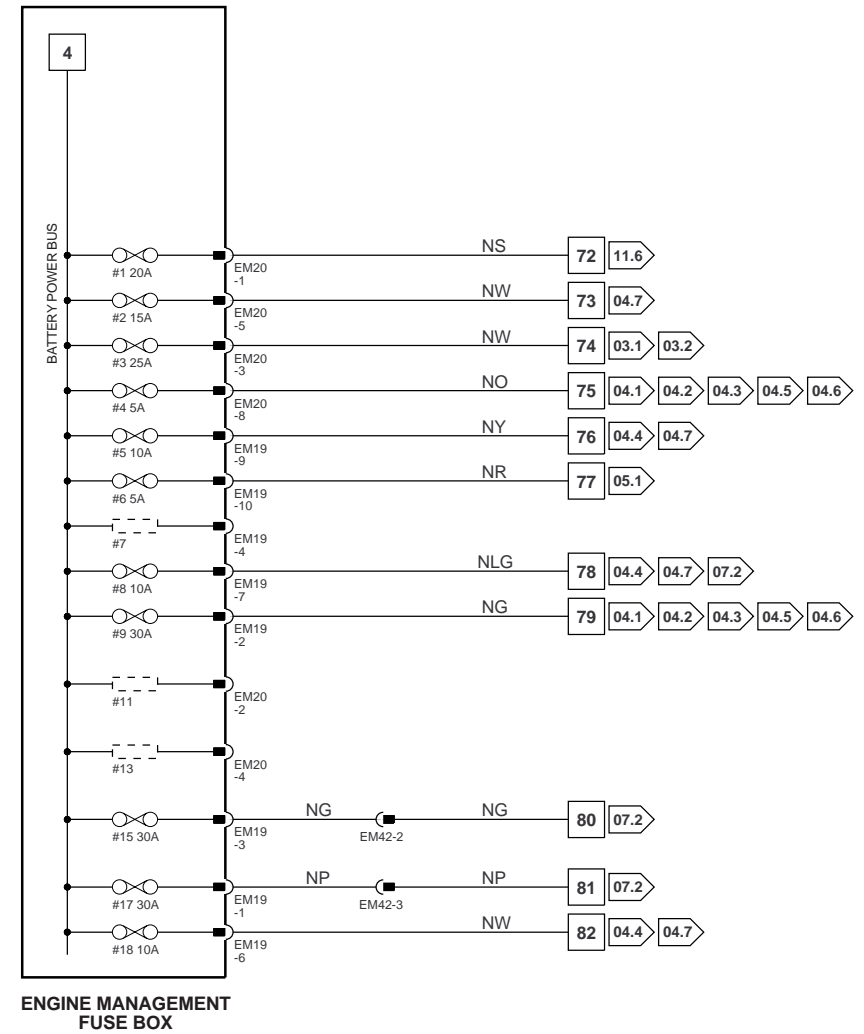 4
BATTERY POWER BUS
#1 20A
EM20
-1
NS
72 11.6
#2 15A
EM20
-5
NW
73 04.7
#3 25A
EM20
-3
NW
74 03.1 03.2
#4 5A
EM20
-8
NO
75 04.1 04.2 04.3 04.5 04.6
#5 10A
EM19
-9
NY
76 04.4 04.7
#6 5A
EM19
-10
NR
77 05.1
#7
EM19
-4
#8 10A
EM19
-7
NLG
78 04.4 04.7 07.2
#9 30A
EM19
-2
NG
79 04.1 04.2 04.3 04.5 04.6
#11
EM20
-2
#13
EM20
-4
#15 30A
EM19
-3
NG
EM42-2
NG
80 07.2
#17 30A
EM19
-1
NP
EM42-3
NP
81 07.2
#18 10A
EM19
-6
NW
82 04.4 04.7
ENGINE MANAGEMENT
FUSE BOX